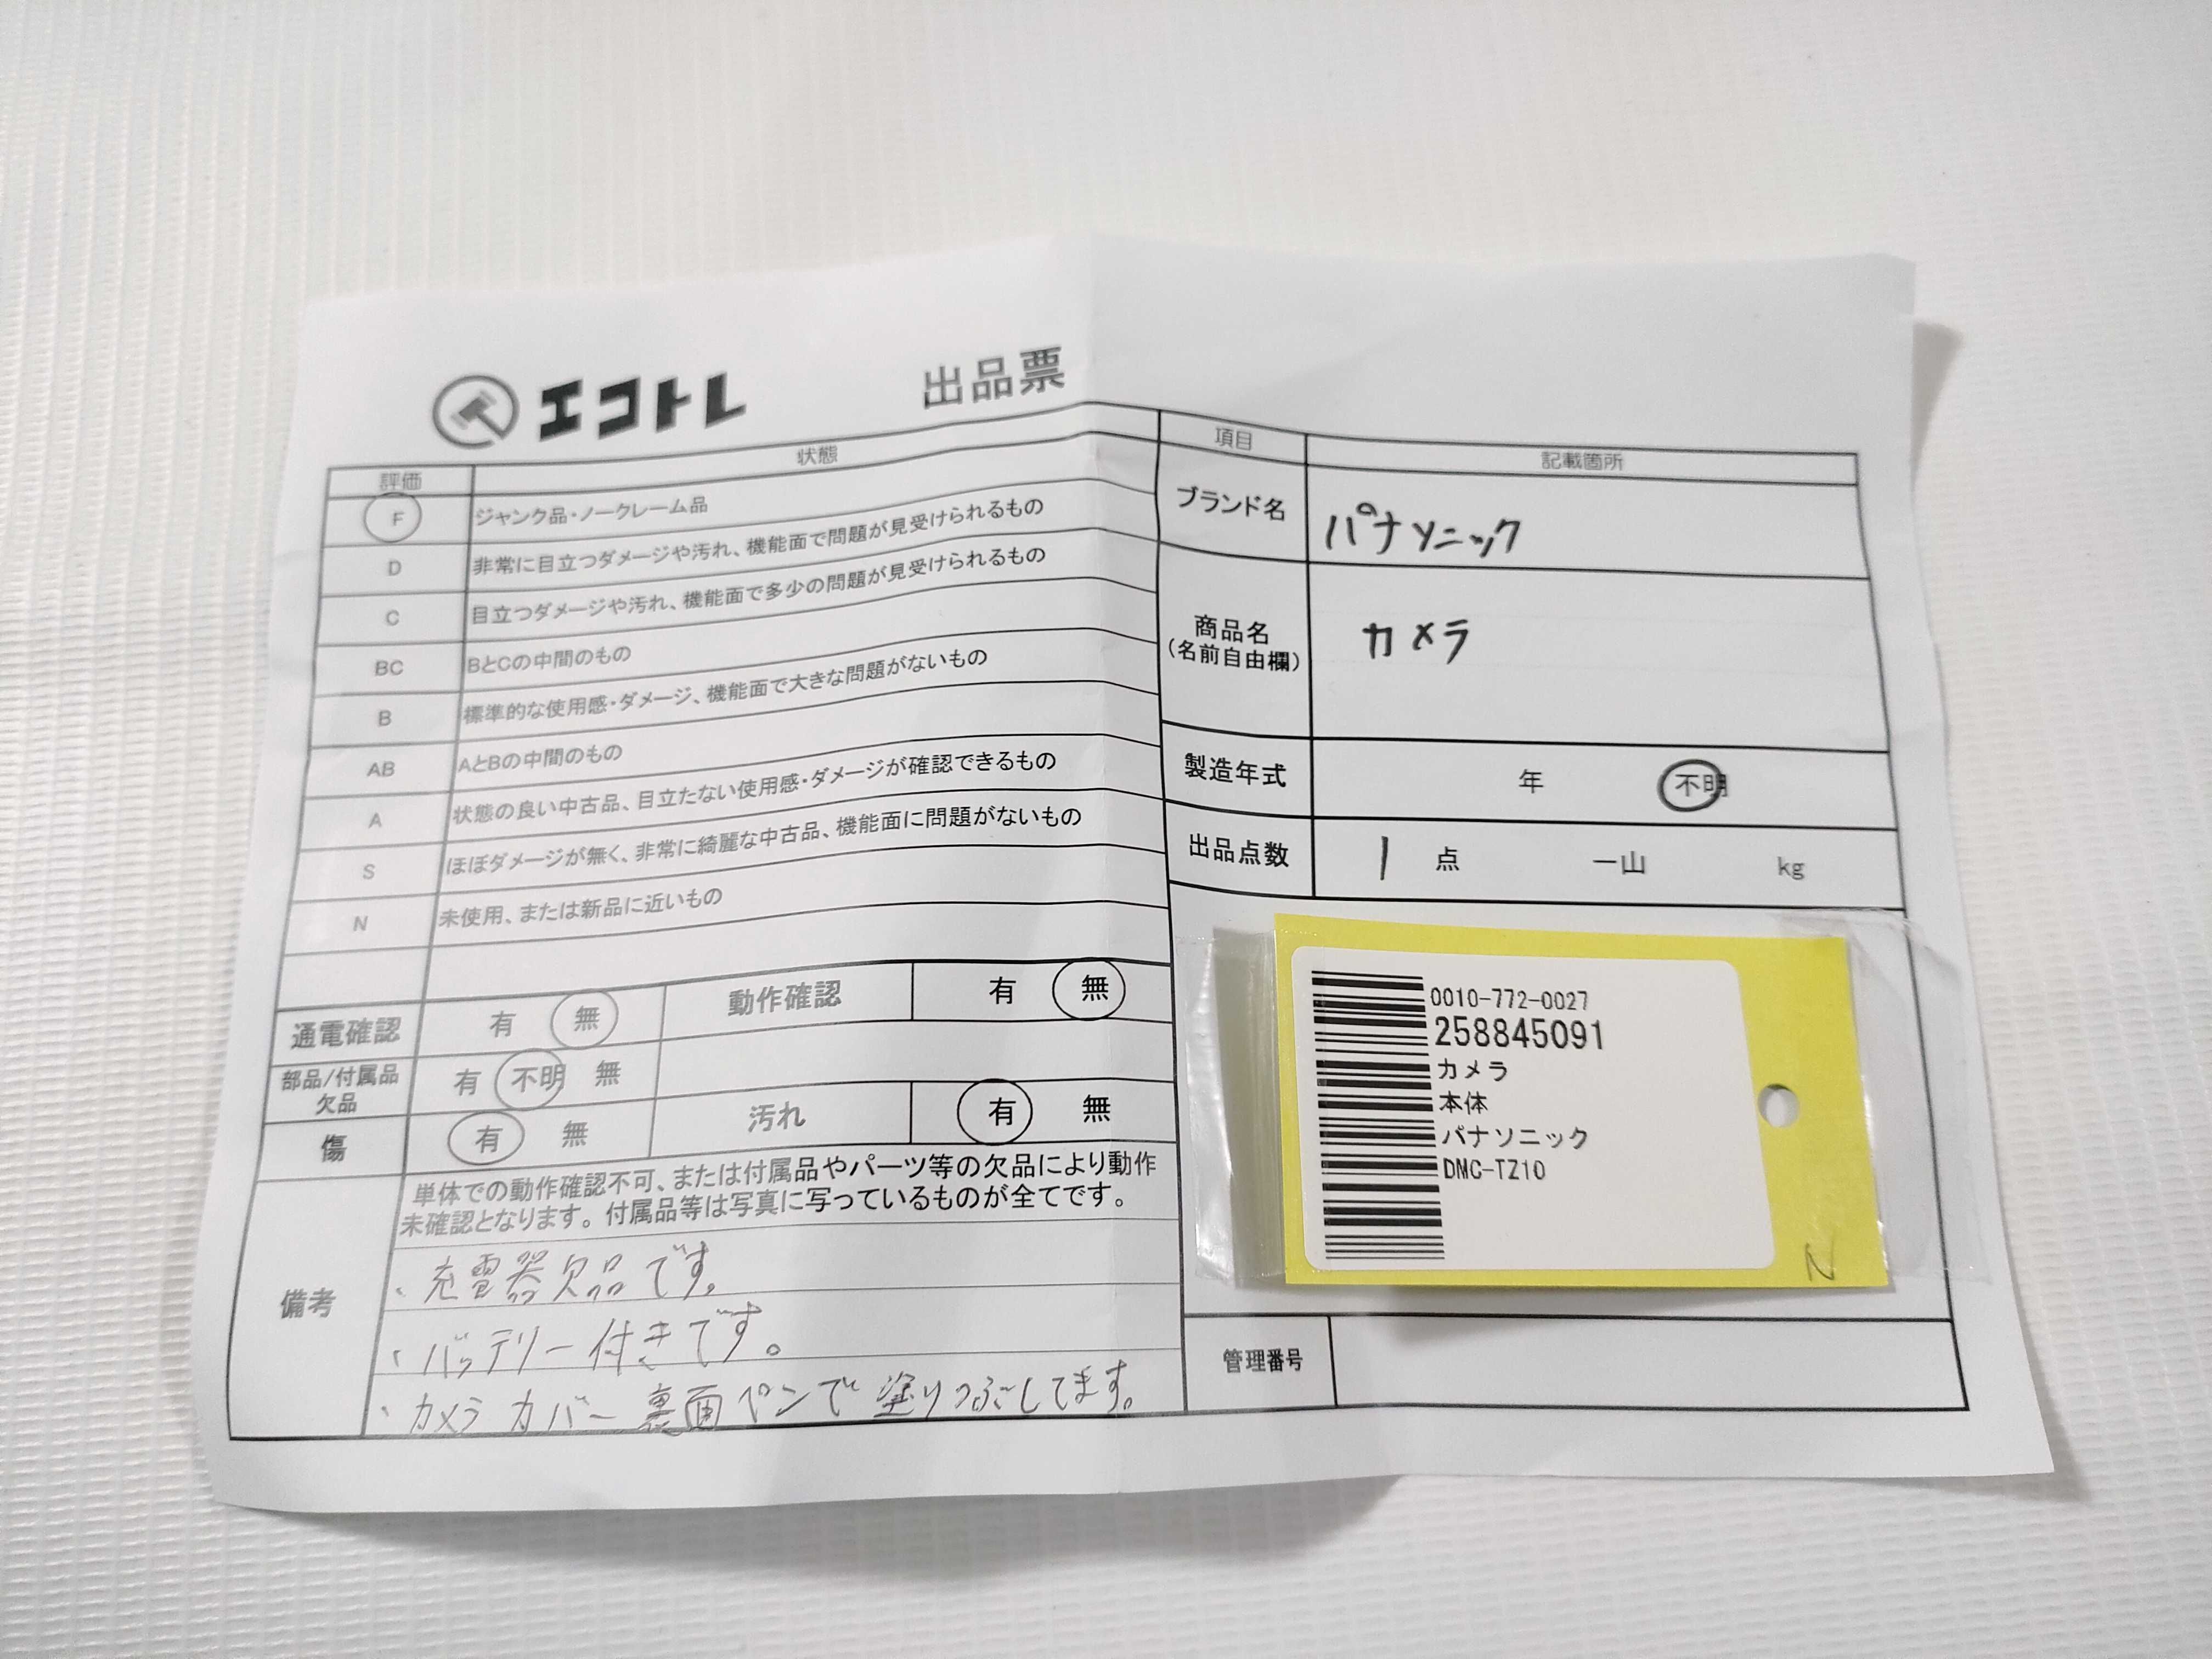 エコトレ 出品票
評価 状態
F ジャンク品・ノークレーム品
D 非常に目立つダメージや汚れ、機能面で問題が見受けられるもの
C 目立つダメージや汚れ、機能面で多少の問題が見受けられるもの
BC BとCの中間のもの
B 標準的な使用感・ダメージ、機能面で大きな問題がないもの
AB AとBの中間のもの
A 状態の良い中古品、目立たない使用感・ダメージが確認できるもの
S ほぼダメージが無く、非常に綺麗な中古品、機能面に問題がないもの
N 未使用、または新品に近いもの
通電確認 有 無 動作確認 有 無
部品/付属品
欠品 有 不明 無
傷 有 無 汚れ 有 無
備考
単体での動作確認不可、または付属品やパーツ等の欠品により動作
未確認となります。付属品等は写真に写っているものが全てです。
・充電器欠品です。
・バッテリー付きです。
・カメラカバー裏面ペンで塗りつぶしてます。
項目 記載箇所
ブランド名 パナソニック
商品名
(名前自由欄) カメラ
製造年式 年 不明
出品点数 1 点 一山 kg
0010-772-0027
258845091
カメラ
本体
パナソニック
DMC-TZ10
N
管理番号